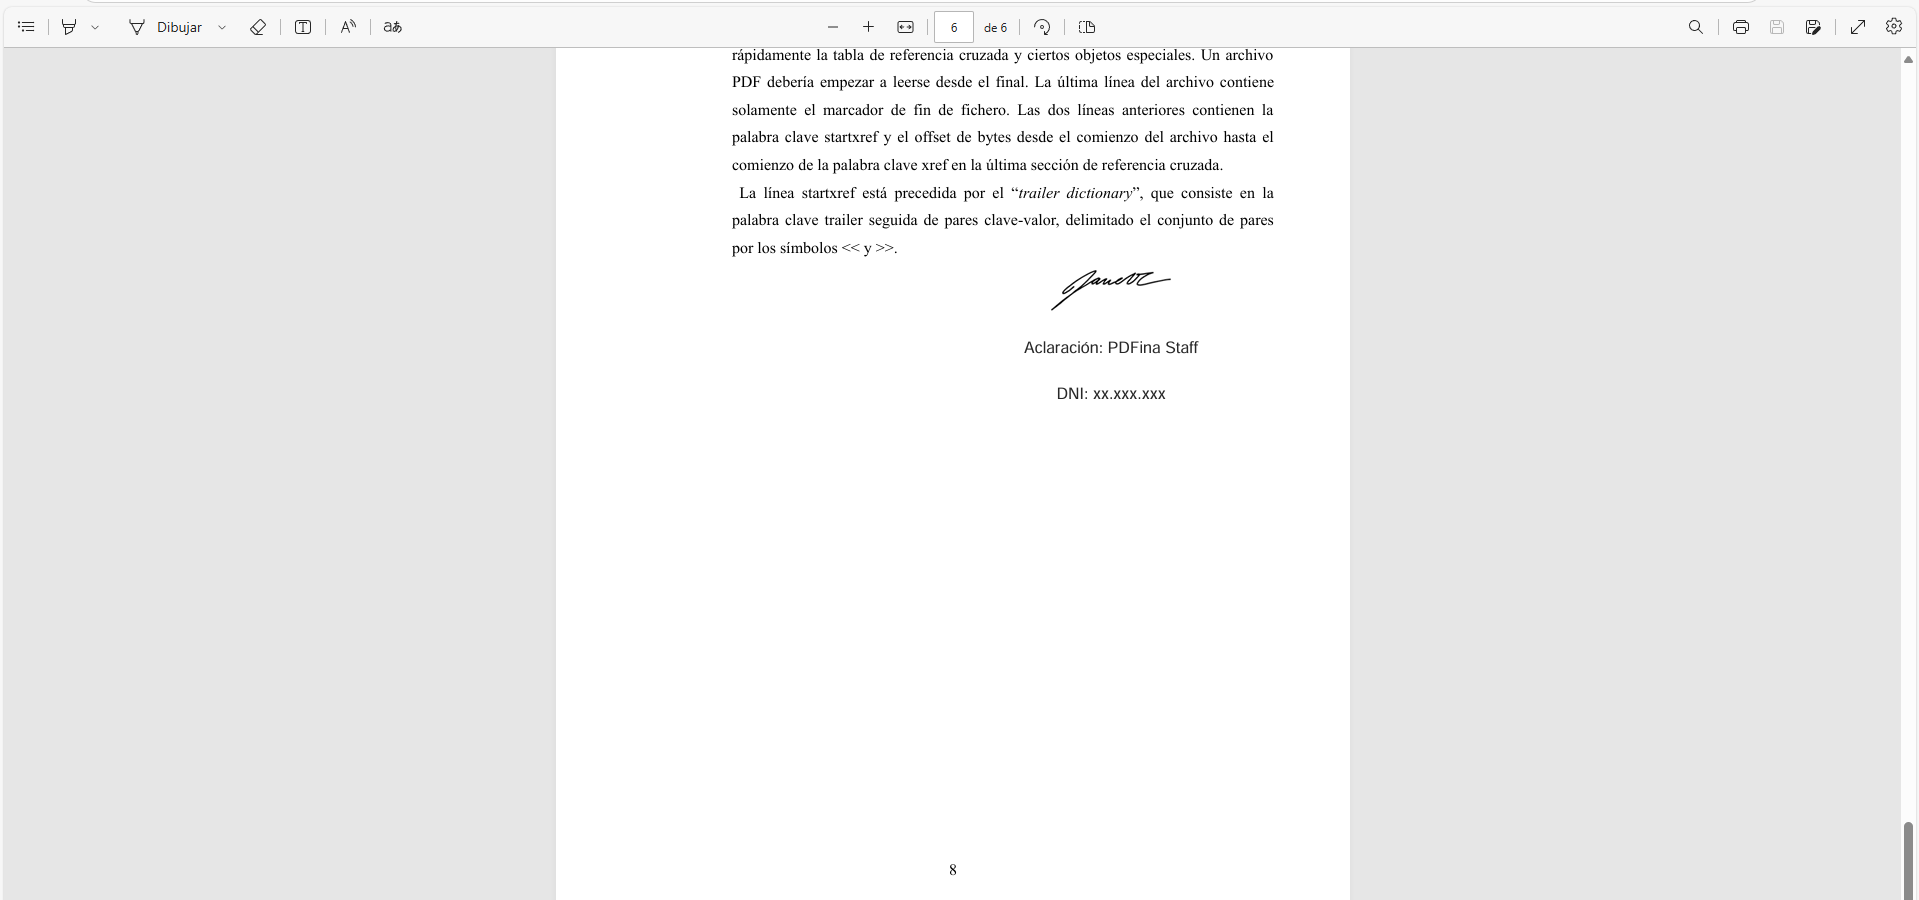 Dibujar
6 de 6
rápidamente la tabla de referencia cruzada y ciertos objetos especiales. Un archivo
PDF debería empezar a leerse desde el final. La última línea del archivo contiene
solamente el marcador de fin de fichero. Las dos líneas anteriores contienen la
palabra clave startxref y el offset de bytes desde el comienzo del archivo hasta el
comienzo de la palabra clave xref en la última sección de referencia cruzada.
La línea startxref está precedida por el “trailer dictionary”, que consiste en la
palabra clave trailer seguida de pares clave-valor, delimitado el conjunto de pares
por los símbolos << y >>.
Aclaración: PDFina Staff
DNI: xx.xxx.xxx
8